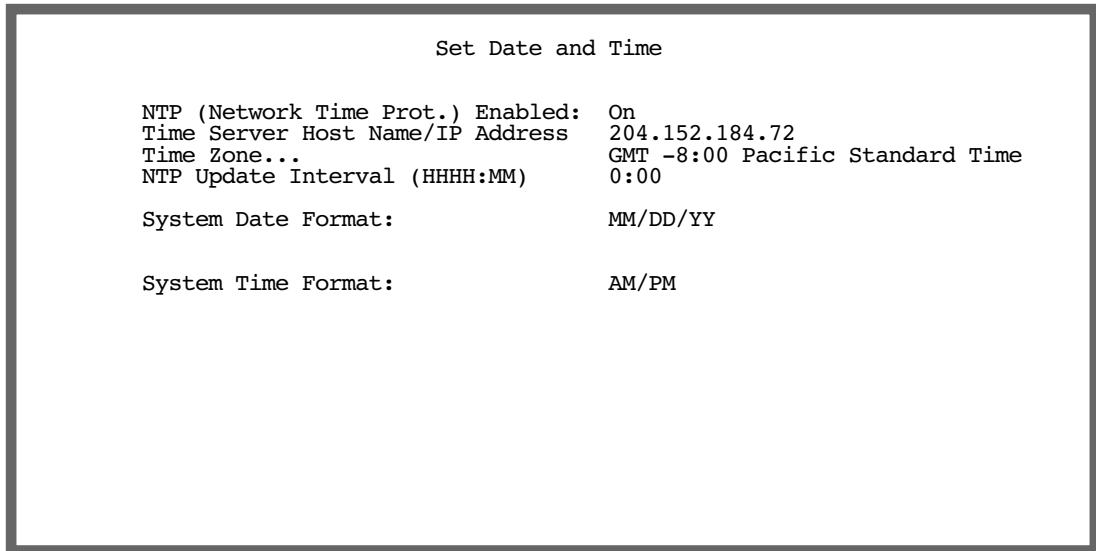 Set Date and Time
NTP (Network Time Prot.) Enabled: On
Time Server Host Name/IP Address 204.152.184.72
Time Zone... GMT -8:00 Pacific Standard Time
NTP Update Interval (HHHH:MM) 0:00
System Date Format: MM/DD/YY
System Time Format: AM/PM